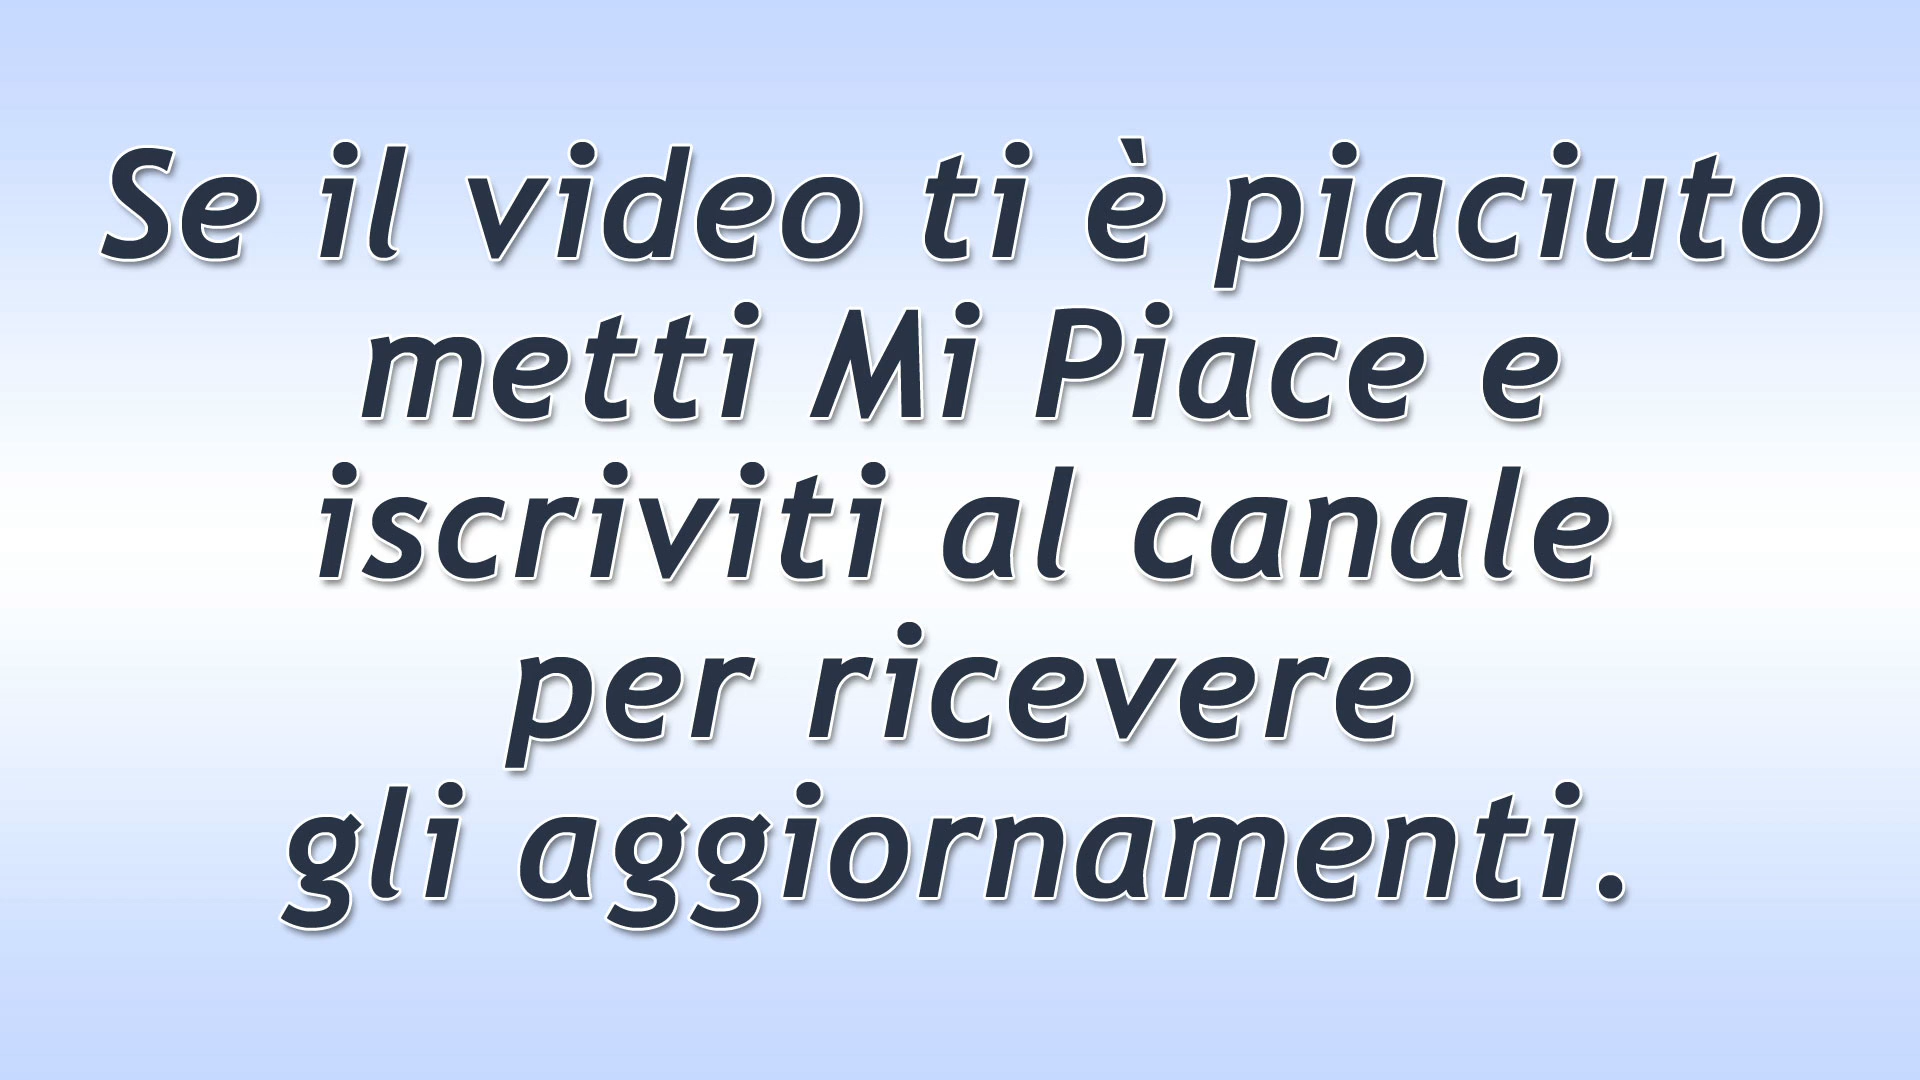 Se il video ti è piaciuto
metti Mi Piace e
iscriviti al canale
per ricevere
gli aggiornamenti.